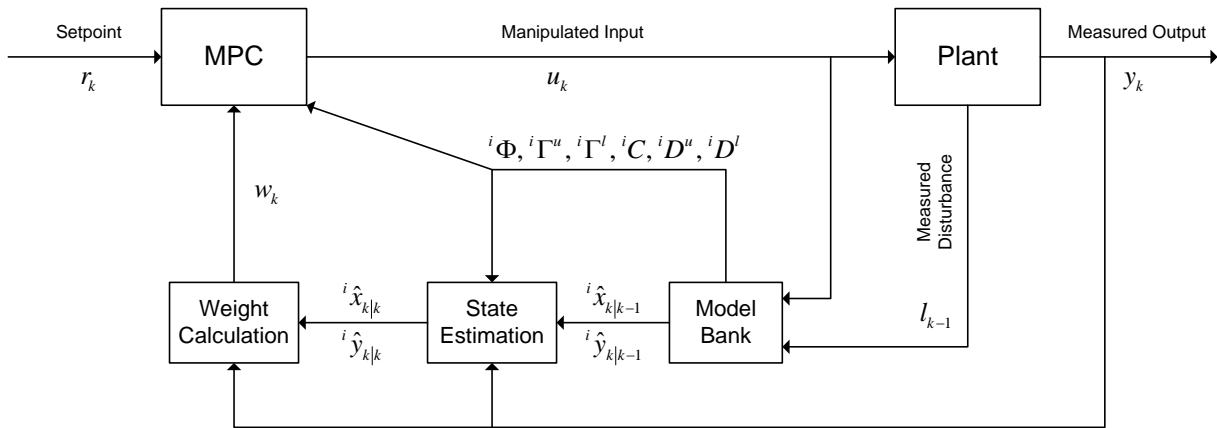 Setpoint
r_k
MPC
Manipulated Input
u_k
Plant
Measured Output
y_k
^iΦ, ^iΓ^u, ^iΓ^l, ^iC, ^iD^u, ^iD^l
w_k
Measured
Disturbance
l_{k-1}
Weight
Calculation
^i x̂_{k|k}
^i ŷ_{k|k}
State
Estimation
^i x̂_{k|k-1}
^i ŷ_{k|k-1}
Model
Bank